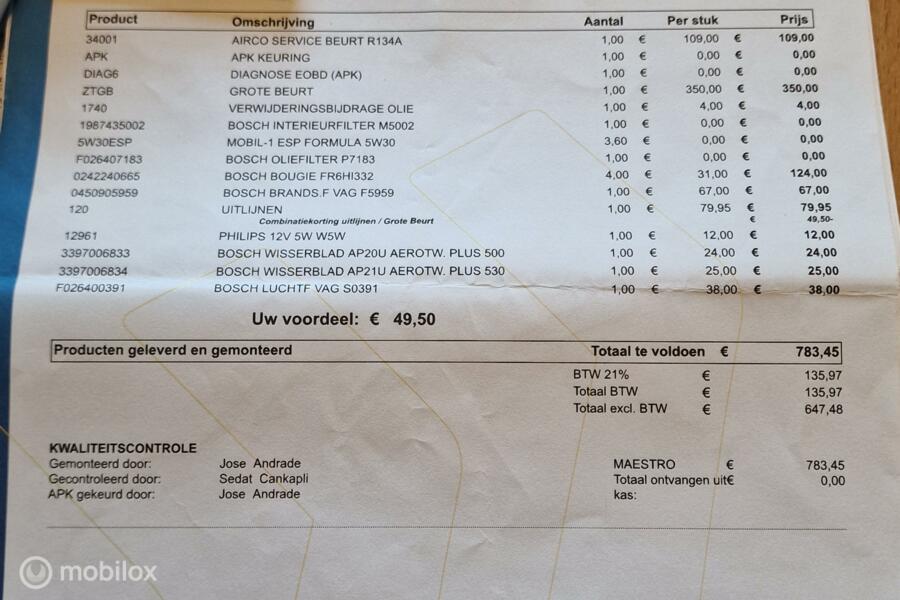 Product Omschrijving Aantal Per stuk Prijs
34001 AIRCO SERVICE BEURT R134A 1,00 € 109,00 € 109,00
APK APK KEURING 1,00 € 0,00 € 0,00
DIAG6 DIAGNOSE EOBD (APK) 1,00 € 0,00 € 0,00
ZTGB GROTE BEURT 1,00 € 350,00 € 350,00
1740 VERWIJDERINGSBIJDRAGE OLIE 1,00 € 4,00 € 4,00
1987435002 BOSCH INTERIEURFILTER M5002 1,00 € 0,00 € 0,00
5W30ESP MOBIL-1 ESP FORMULA 5W30 3,60 € 0,00 € 0,00
F026407183 BOSCH OLIEFILTER P7183 1,00 € 0,00 € 0,00
0242240665 BOSCH BOUGIE FR6HI332 4,00 € 31,00 € 124,00
0450905959 BOSCH BRANDS.F VAG F5959 1,00 € 67,00 € 67,00
120 UITLIJNEN 1,00 € 79,95 € 79,95
Combinatiekorting uitlijnen / Grote Beurt € 49,50-
12961 PHILIPS 12V 5W W5W 1,00 € 12,00 € 12,00
3397006833 BOSCH WISSERBLAD AP20U AEROTW. PLUS 500 1,00 € 24,00 € 24,00
3397006834 BOSCH WISSERBLAD AP21U AEROTW. PLUS 530 1,00 € 25,00 € 25,00
F026400391 BOSCH LUCHTF VAG S0391 1,00 € 38,00 € 38,00
Uw voordeel: € 49,50
Producten geleverd en gemonteerd Totaal te voldoen € 783,45
BTW 21% € 135,97
Totaal BTW € 135,97
Totaal excl. BTW € 647,48
KWALITEITSCONTROLE
Gemonteerd door: Jose Andrade MAESTRO € 783,45
Gecontroleerd door: Sedat Cankapli Totaal ontvangen uit€ 0,00
APK gekeurd door: Jose Andrade kas:
mobilox